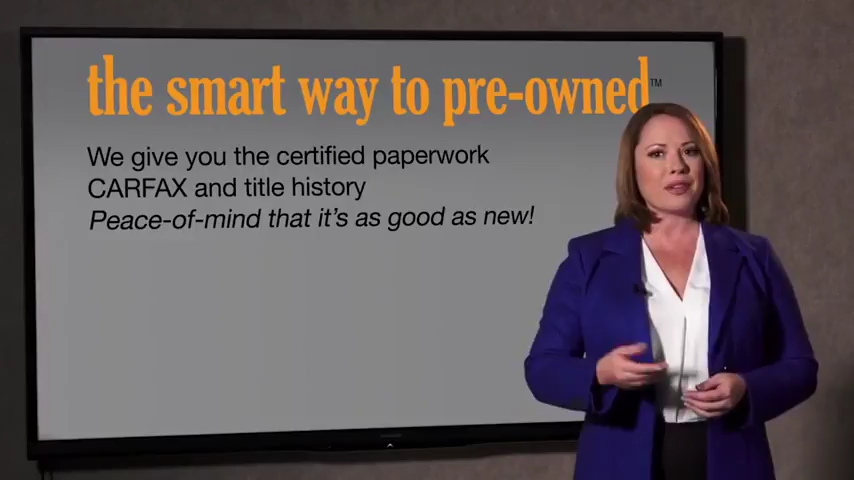 the smart way to pre-owned™
We give you the certified paperwork
CARFAX and title history
Peace-of-mind that it's as good as new!